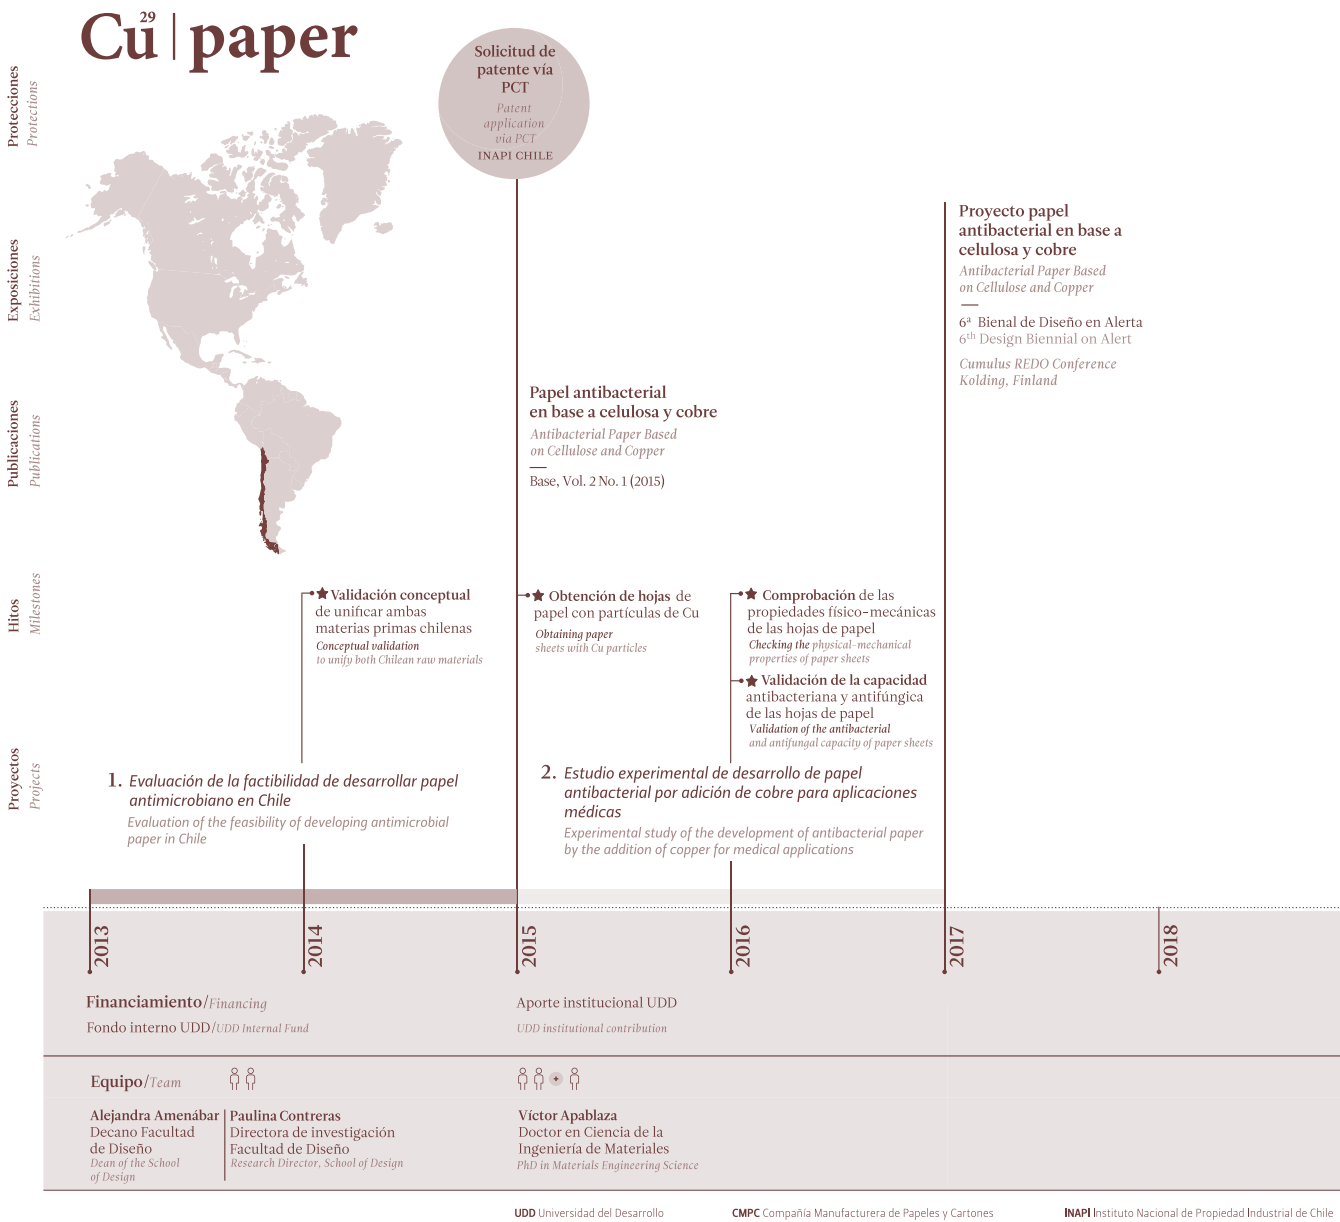 Cu 29 | paper
Protecciones
Protections
Exposiciones
Exhibitions
Publicaciones
Publications
Hitos
Milestones
Proyectos
Projects
Solicitud de
patente vía
PCT
Patent
application
via PCT
INAPI CHILE
Proyecto papel
antibacterial en base a
celulosa y cobre
Antibacterial Paper Based
on Cellulose and Copper
6ª Bienal de Diseño en Alerta
6th Design Biennial on Alert
Cumulus REDO Conference
Kolding, Finland
Papel antibacterial
en base a celulosa y cobre
Antibacterial Paper Based
on Cellulose and Copper
Base, Vol. 2 No. 1 (2015)
Validación conceptual
de unificar ambas
materias primas chilenas
Conceptual validation
to unify both Chilean raw materials
Obtención de hojas de
papel con partículas de Cu
Obtaining paper
sheets with Cu particles
Comprobación de las
propiedades físico-mecánicas
de las hojas de papel
Checking the physical-mechanical
properties of paper sheets
Validación de la capacidad
antibacteriana y antifúngica
de las hojas de papel
Validation of the antibacterial
and antifungal capacity of paper sheets
1. Evaluación de la factibilidad de desarrollar papel
antimicrobiano en Chile
Evaluation of the feasibility of developing antimicrobial
paper in Chile
2. Estudio experimental de desarrollo de papel
antibacterial por adición de cobre para aplicaciones
médicas
Experimental study of the development of antibacterial paper
by the addition of copper for medical applications
2013
2014
2015
2016
2017
2018
Financiamiento/Financing
Fondo interno UDD/UDD Internal Fund
Aporte institucional UDD
UDD institutional contribution
Equipo/Team
Alejandra Amenábar
Decano Facultad
de Diseño
Dean of the School
of Design
Paulina Contreras
Directora de investigación
Facultad de Diseño
Research Director, School of Design
Víctor Apablaza
Doctor en Ciencia de la
Ingeniería de Materiales
PhD in Materials Engineering Science
UDD Universidad del Desarrollo
CMPC Compañía Manufacturera de Papeles y Cartones
INAPI Instituto Nacional de Propiedad Industrial de Chile